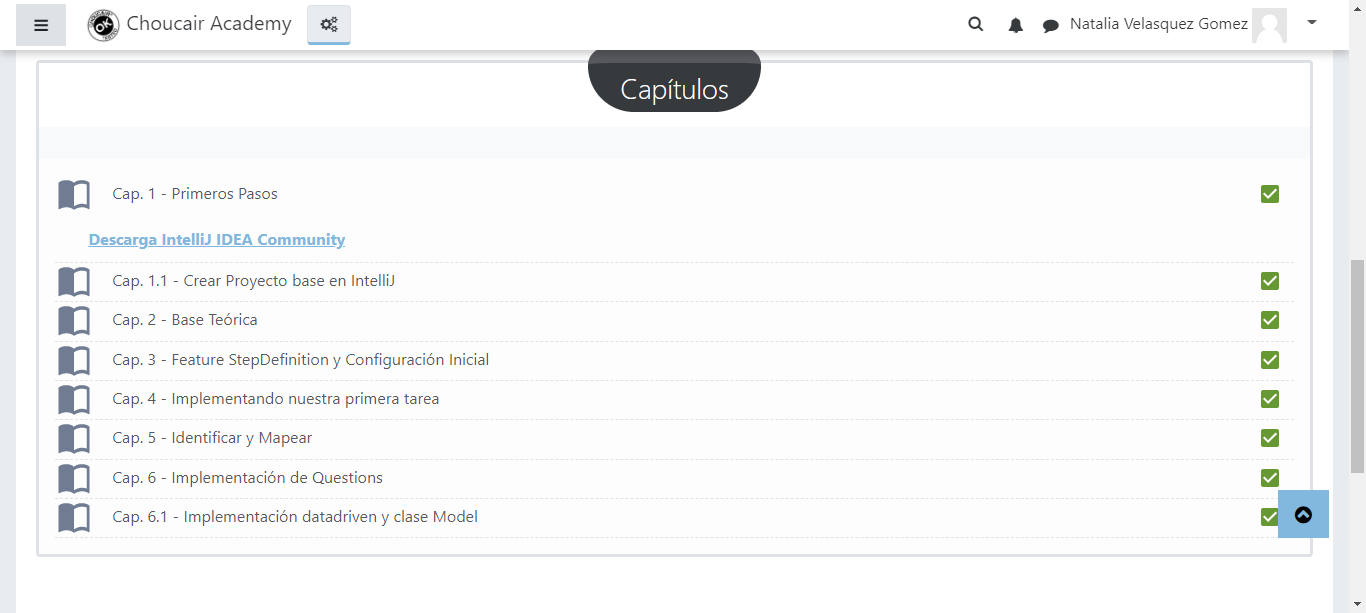 Choucair Academy
Natalia Velasquez Gomez
Capítulos
Cap. 1 - Primeros Pasos
Descarga IntelliJ IDEA Community
Cap. 1.1 - Crear Proyecto base en IntelliJ
Cap. 2 - Base Teórica
Cap. 3 - Feature StepDefinition y Configuración Inicial
Cap. 4 - Implementando nuestra primera tarea
Cap. 5 - Identificar y Mapear
Cap. 6 - Implementación de Questions
Cap. 6.1 - Implementación datadriven y clase Model